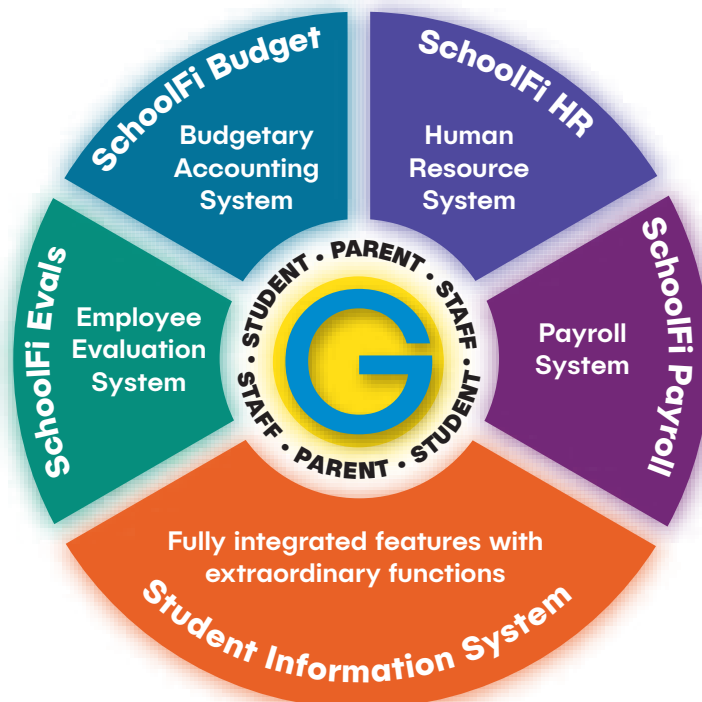 SchoolFi Budget
Budgetary
Accounting
System
SchoolFi HR
Human
Resource
System
SchoolFi Evals
Employee
Evaluation
System
STUDENT • PARENT • STAFF •
STAFF • PARENT • STUDENT
G
SchoolFi Payroll
Payroll
System
Fully integrated features with
extraordinary functions
Student Information System